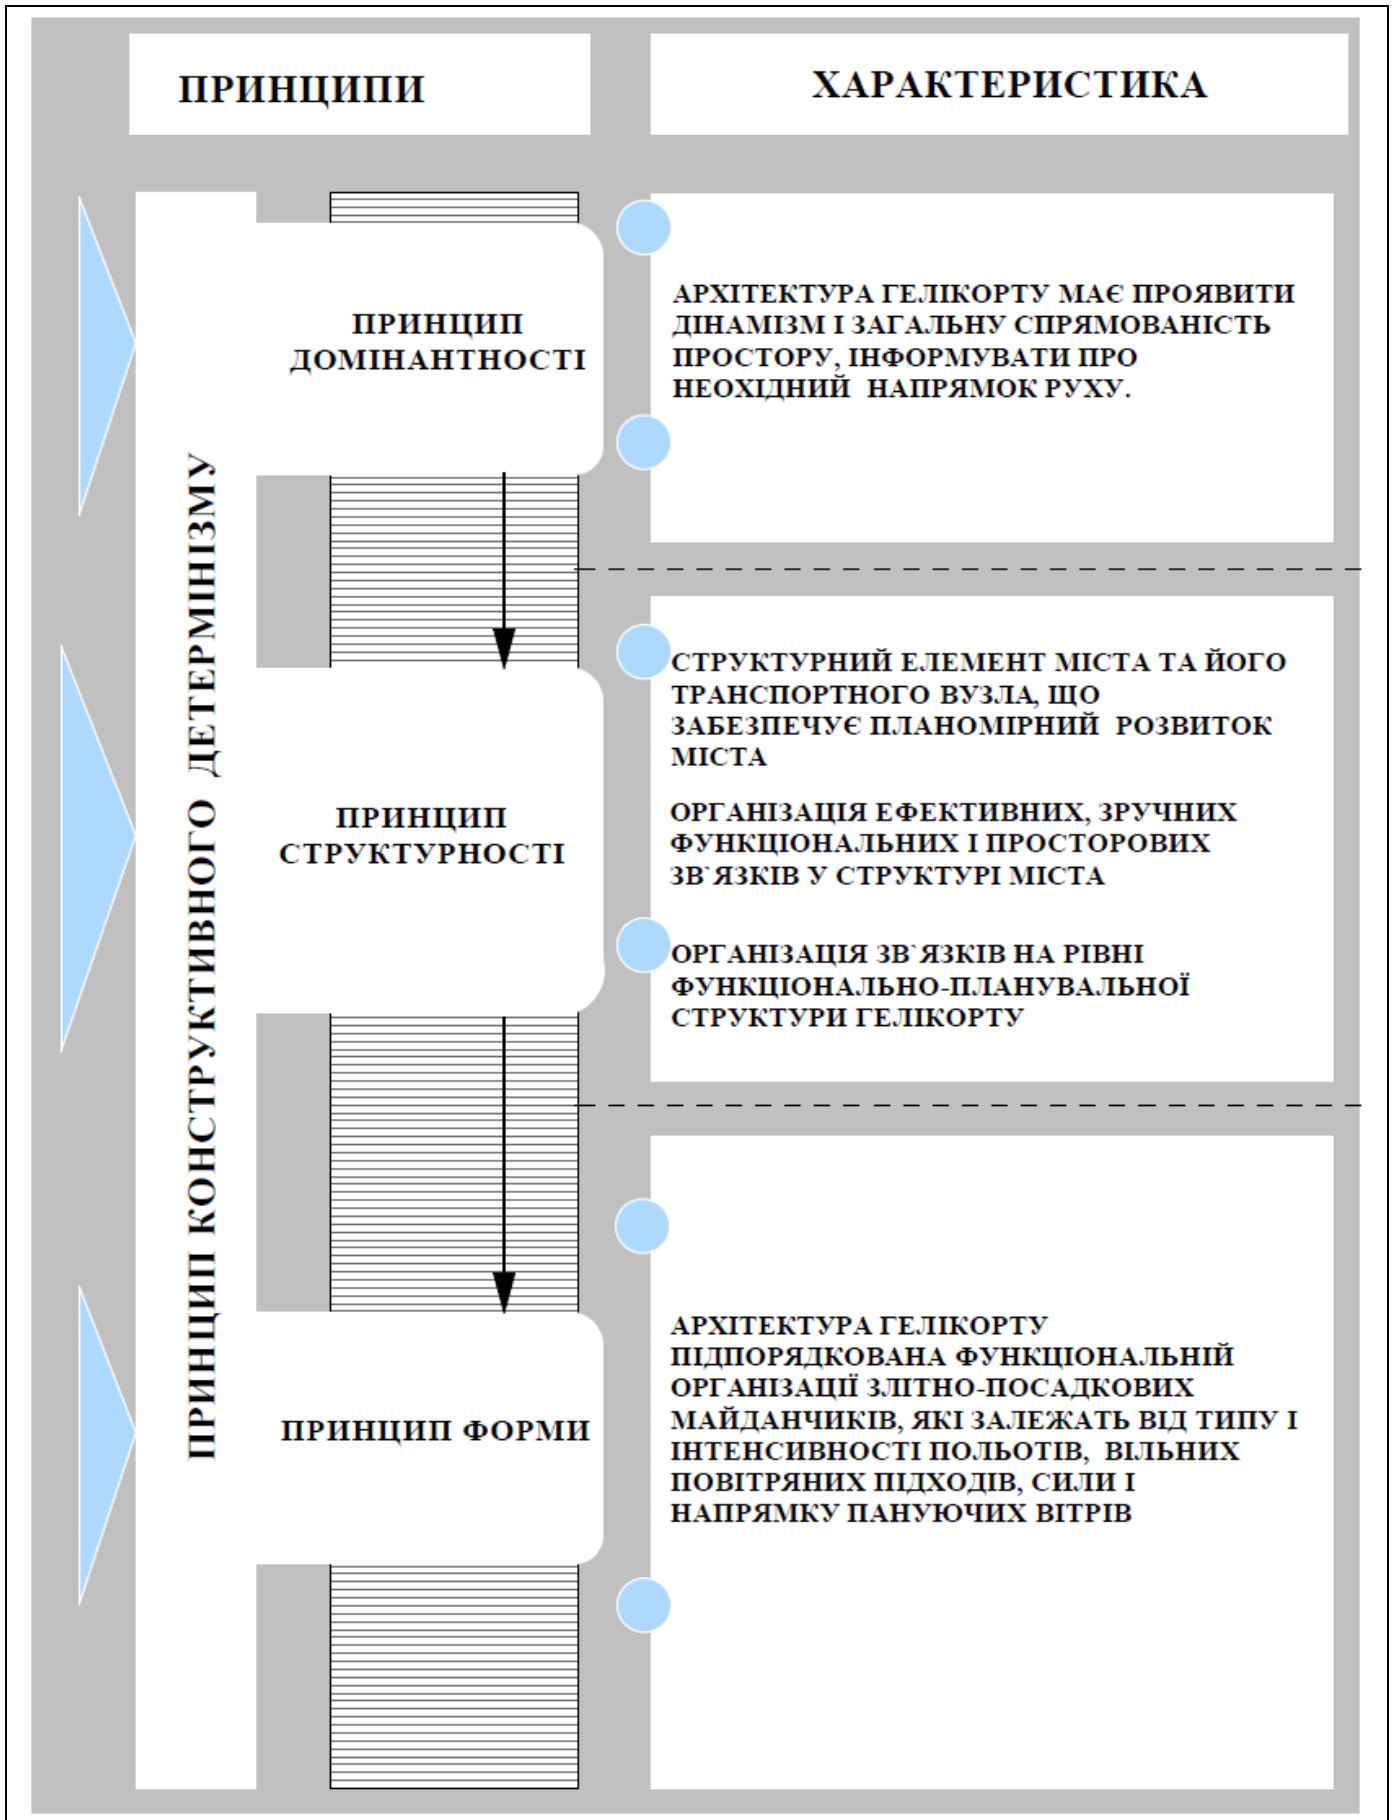 ПРИНЦИПИ
ХАРАКТЕРИСТИКА
ПРИНЦИП КОНСТРУКТИВНОГО ДЕТЕРМІНІЗМУ
ПРИНЦИП
ДОМІНАНТНОСТІ
АРХІТЕКТУРА ГЕЛІКОРТУ МАЄ ПРОЯВИТИ
ДІНАМІЗМ І ЗАГАЛЬНУ СПРЯМОВАНІСТЬ
ПРОСТОРУ, ІНФОРМУВАТИ ПРО
НЕОХІДНИЙ НАПРЯМОК РУХУ.
ПРИНЦИП
СТРУКТУРНОСТІ
СТРУКТУРНИЙ ЕЛЕМЕНТ МІСТА ТА ЙОГО
ТРАНСПОРТНОГО ВУЗЛА, ЩО
ЗАБЕЗПЕЧУЄ ПЛАНОМІРНИЙ РОЗВИТОК
МІСТА
ОРГАНІЗАЦІЯ ЕФЕКТИВНИХ, ЗРУЧНИХ
ФУНКЦІОНАЛЬНИХ І ПРОСТОРОВИХ
ЗВ`ЯЗКІВ У СТРУКТУРІ МІСТА
ОРГАНІЗАЦІЯ ЗВ`ЯЗКІВ НА РІВНІ
ФУНКЦІОНАЛЬНО-ПЛАНУВАЛЬНОЇ
СТРУКТУРИ ГЕЛІКОРТУ
ПРИНЦИП ФОРМИ
АРХІТЕКТУРА ГЕЛІКОРТУ
ПІДПОРЯДКОВАНА ФУНКЦІОНАЛЬНІЙ
ОРГАНІЗАЦІЇ ЗЛІТНО-ПОСАДКОВИХ
МАЙДАНЧИКІВ, ЯКІ ЗАЛЕЖАТЬ ВІД ТИПУ І
ІНТЕНСИВНОСТІ ПОЛЬОТІВ, ВІЛЬНИХ
ПОВІТРЯНИХ ПІДХОДІВ, СИЛИ І
НАПРЯМКУ ПАНУЮЧИХ ВІТРІВ